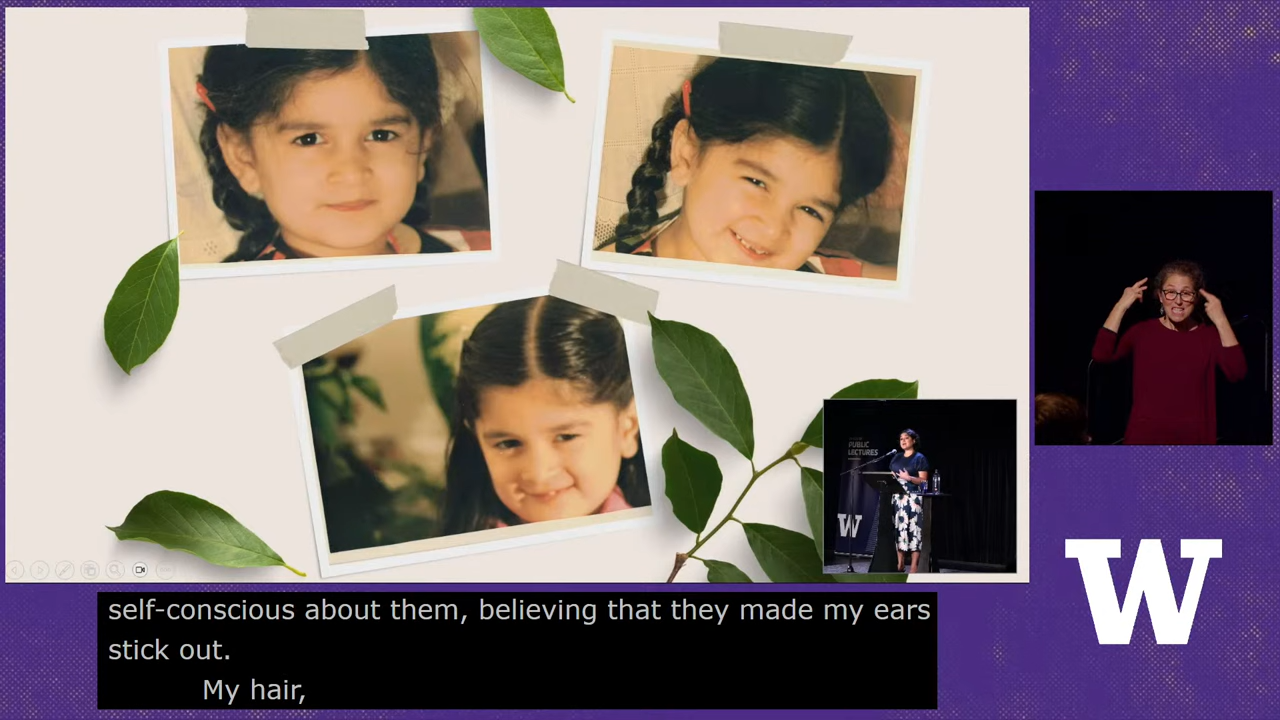 PUBLIC
LECTURES
W
W
self-conscious about them, believing that they made my ears
stick out.
My hair,